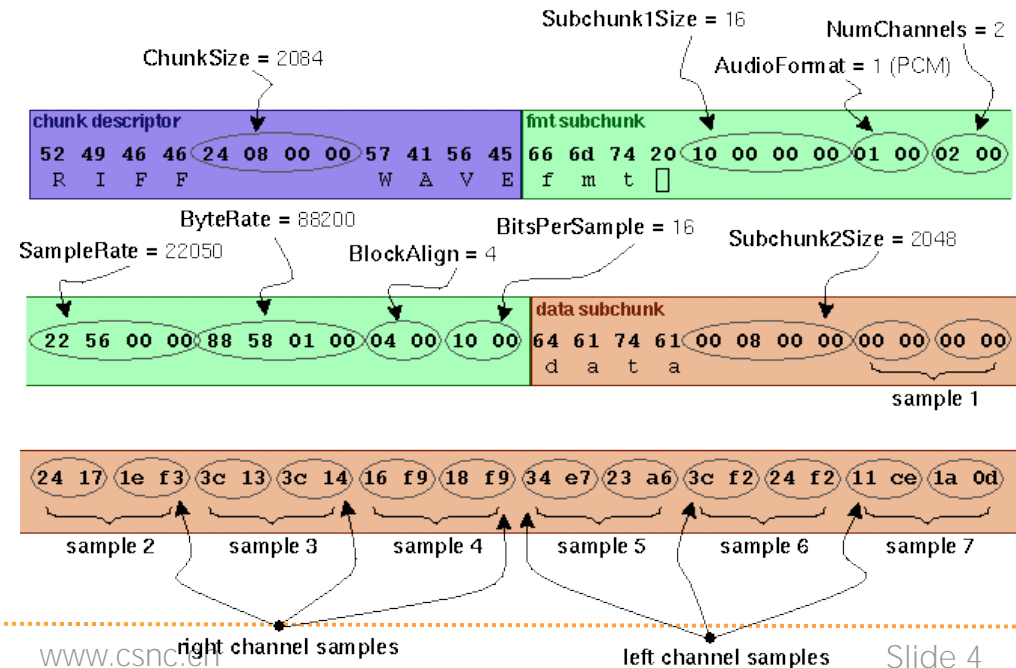 Subchunk1Size = 16
NumChannels = 2
ChunkSize = 2084
AudioFormat = 1 (PCM)
chunk descriptor
fmt subchunk
52 49 46 46 24 08 00 00 57 41 56 45 66 6d 74 20 10 00 00 00 01 00 02 00
R I F F W A V E f m t
ByteRate = 88200
BitsPerSample = 16
SampleRate = 22050
BlockAlign = 4
Subchunk2Size = 2048
data subchunk
22 56 00 00 88 58 01 00 04 00 10 00 64 61 74 61 00 08 00 00 00 00 00 00
d a t a
sample 1
24 17 1e f3 3c 13 3c 14 16 f9 18 f9 34 e7 23 a6 3c f2 24 f2 11 ce 1a 0d
sample 2 sample 3 sample 4 sample 5 sample 6 sample 7
right channel samples
left channel samples
www.csnc.ch
Slide 4